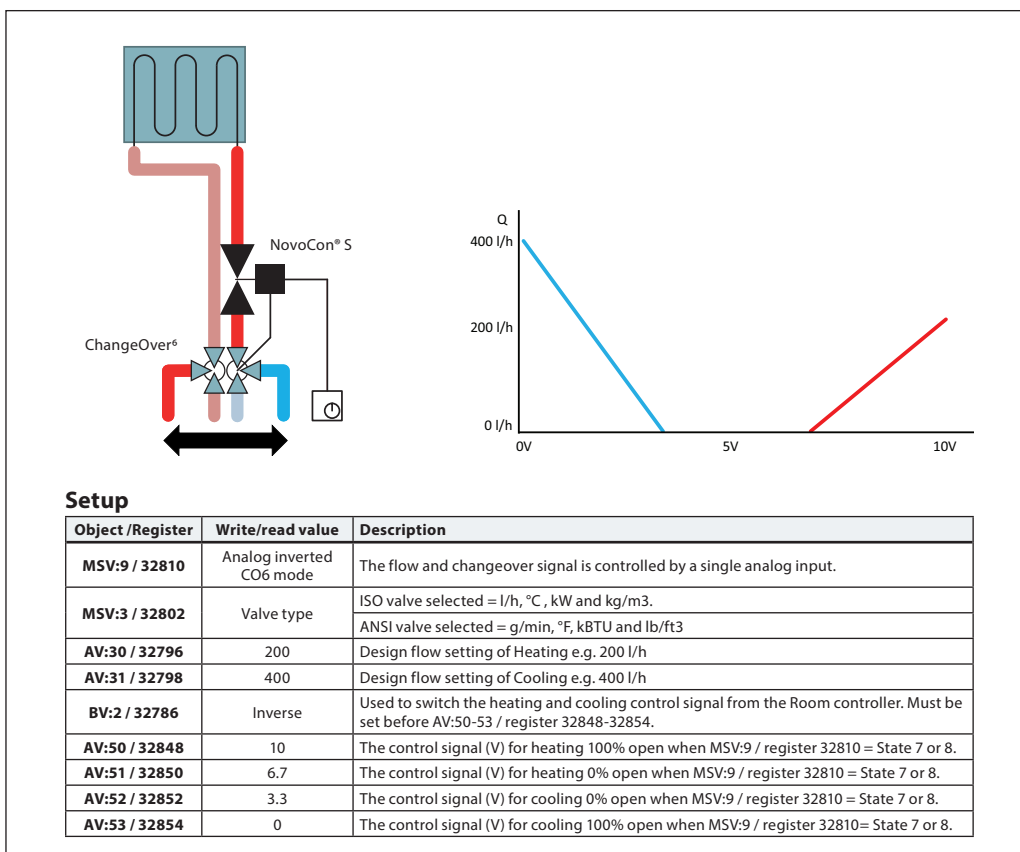 NovoCon® S
ChangeOver⁶
Q
400 l/h
200 l/h
0 l/h
0V 5V 10V
Setup
Object /Register Write/read value Description
MSV:9 / 32810 Analog inverted
CO6 mode The flow and changeover signal is controlled by a single analog input.
MSV:3 / 32802 Valve type ISO valve selected = l/h, °C , kW and kg/m3.
ANSI valve selected = g/min, °F, kBTU and lb/ft3
AV:30 / 32796 200 Design flow setting of Heating e.g. 200 l/h
AV:31 / 32798 400 Design flow setting of Cooling e.g. 400 l/h
BV:2 / 32786 Inverse Used to switch the heating and cooling control signal from the Room controller. Must be
set before AV:50-53 / register 32848-32854.
AV:50 / 32848 10 The control signal (V) for heating 100% open when MSV:9 / register 32810 = State 7 or 8.
AV:51 / 32850 6.7 The control signal (V) for heating 0% open when MSV:9 / register 32810 = State 7 or 8.
AV:52 / 32852 3.3 The control signal (V) for cooling 0% open when MSV:9 / register 32810 = State 7 or 8.
AV:53 / 32854 0 The control signal (V) for cooling 100% open when MSV:9 / register 32810= State 7 or 8.